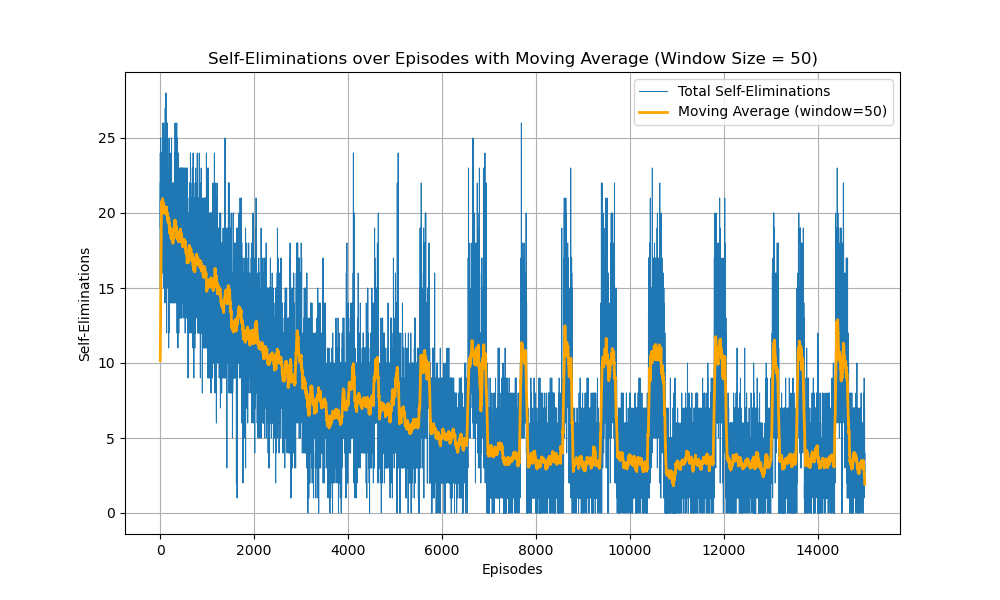 Self-Eliminations over Episodes with Moving Average (Window Size = 50)
Total Self-Eliminations
Moving Average (window=50)
Self-Eliminations
25
20
15
10
5
0
0 2000 4000 6000 8000 10000 12000 14000
Episodes